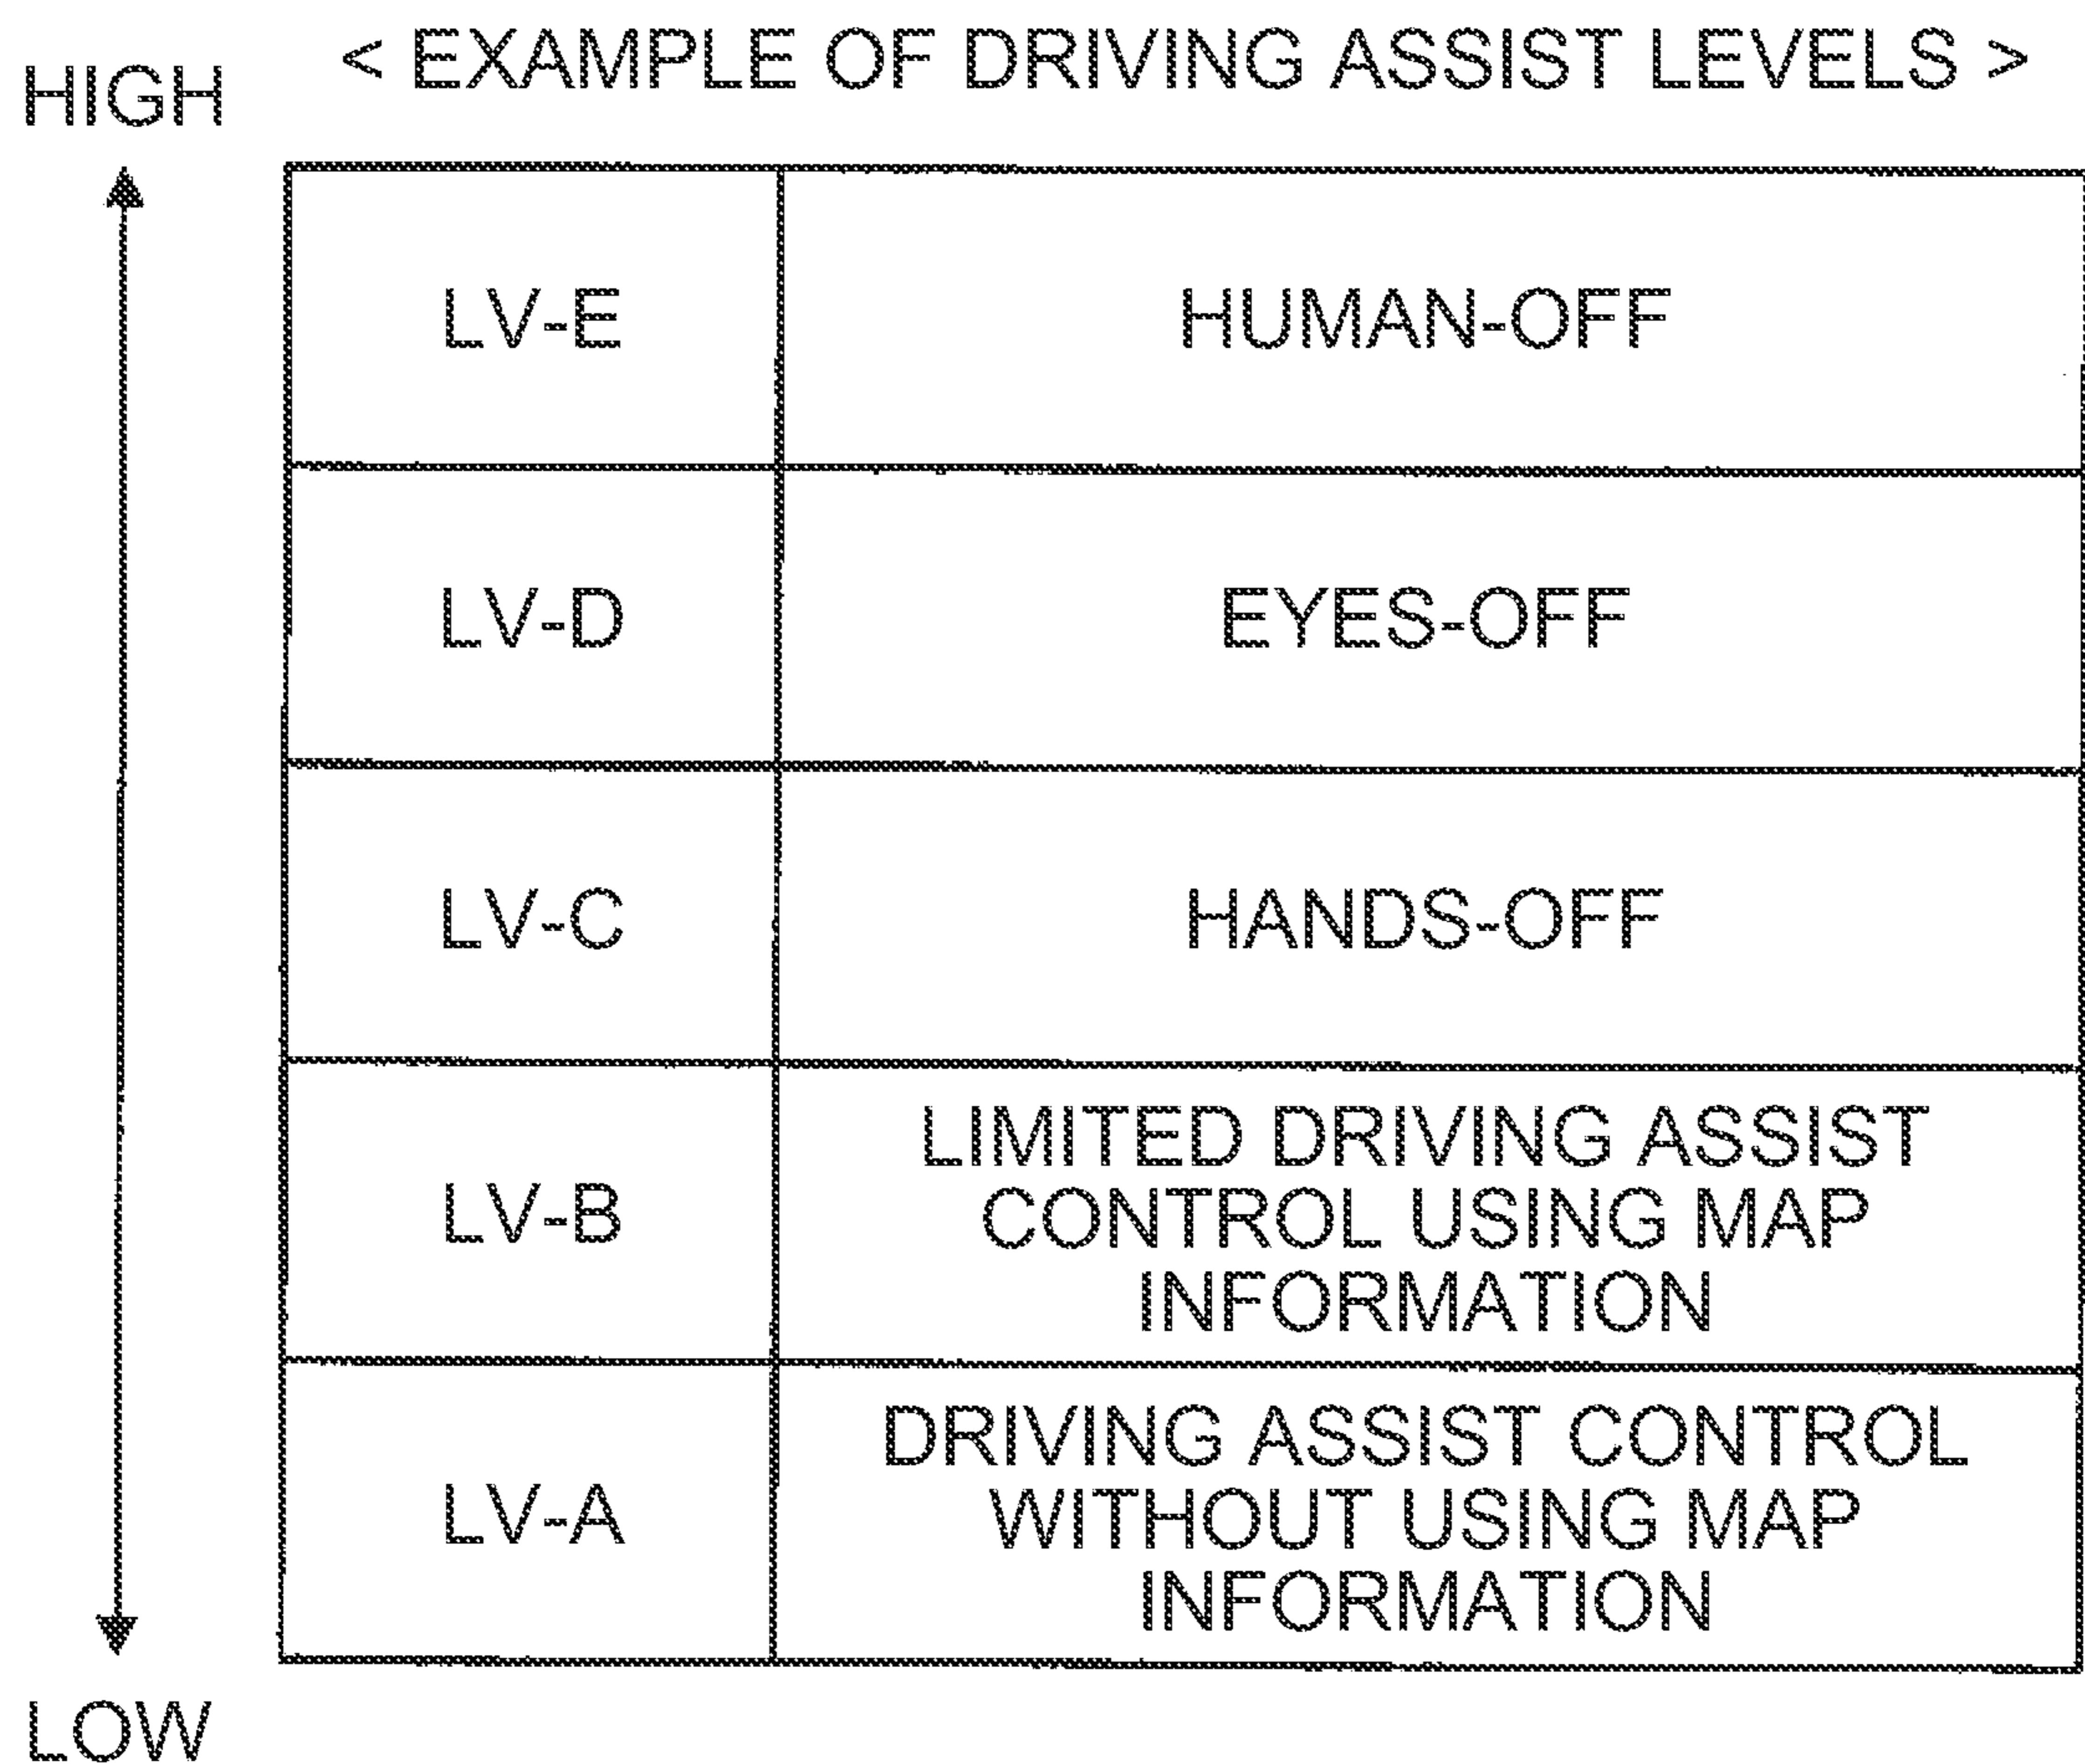 < EXAMPLE OF DRIVING ASSIST LEVELS >
HIGH
LV-E
HUMAN-OFF
LV-D
EYES-OFF
LV-C
HANDS-OFF
LV-B
LIMITED DRIVING ASSIST
CONTROL USING MAP
INFORMATION
LV-A
DRIVING ASSIST CONTROL
WITHOUT USING MAP
INFORMATION
LOW